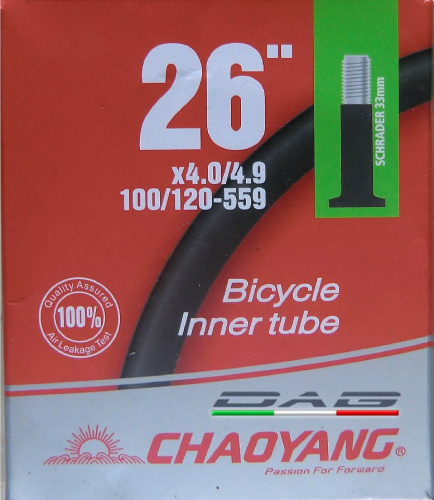 26"
x4.0/4.9
100/120-559
SCHRADER 33mm
Quality Assured
100%
Air Leakage Test
Bicycle
Inner tube
DAG
CHAOYANG®
Passion For Forward